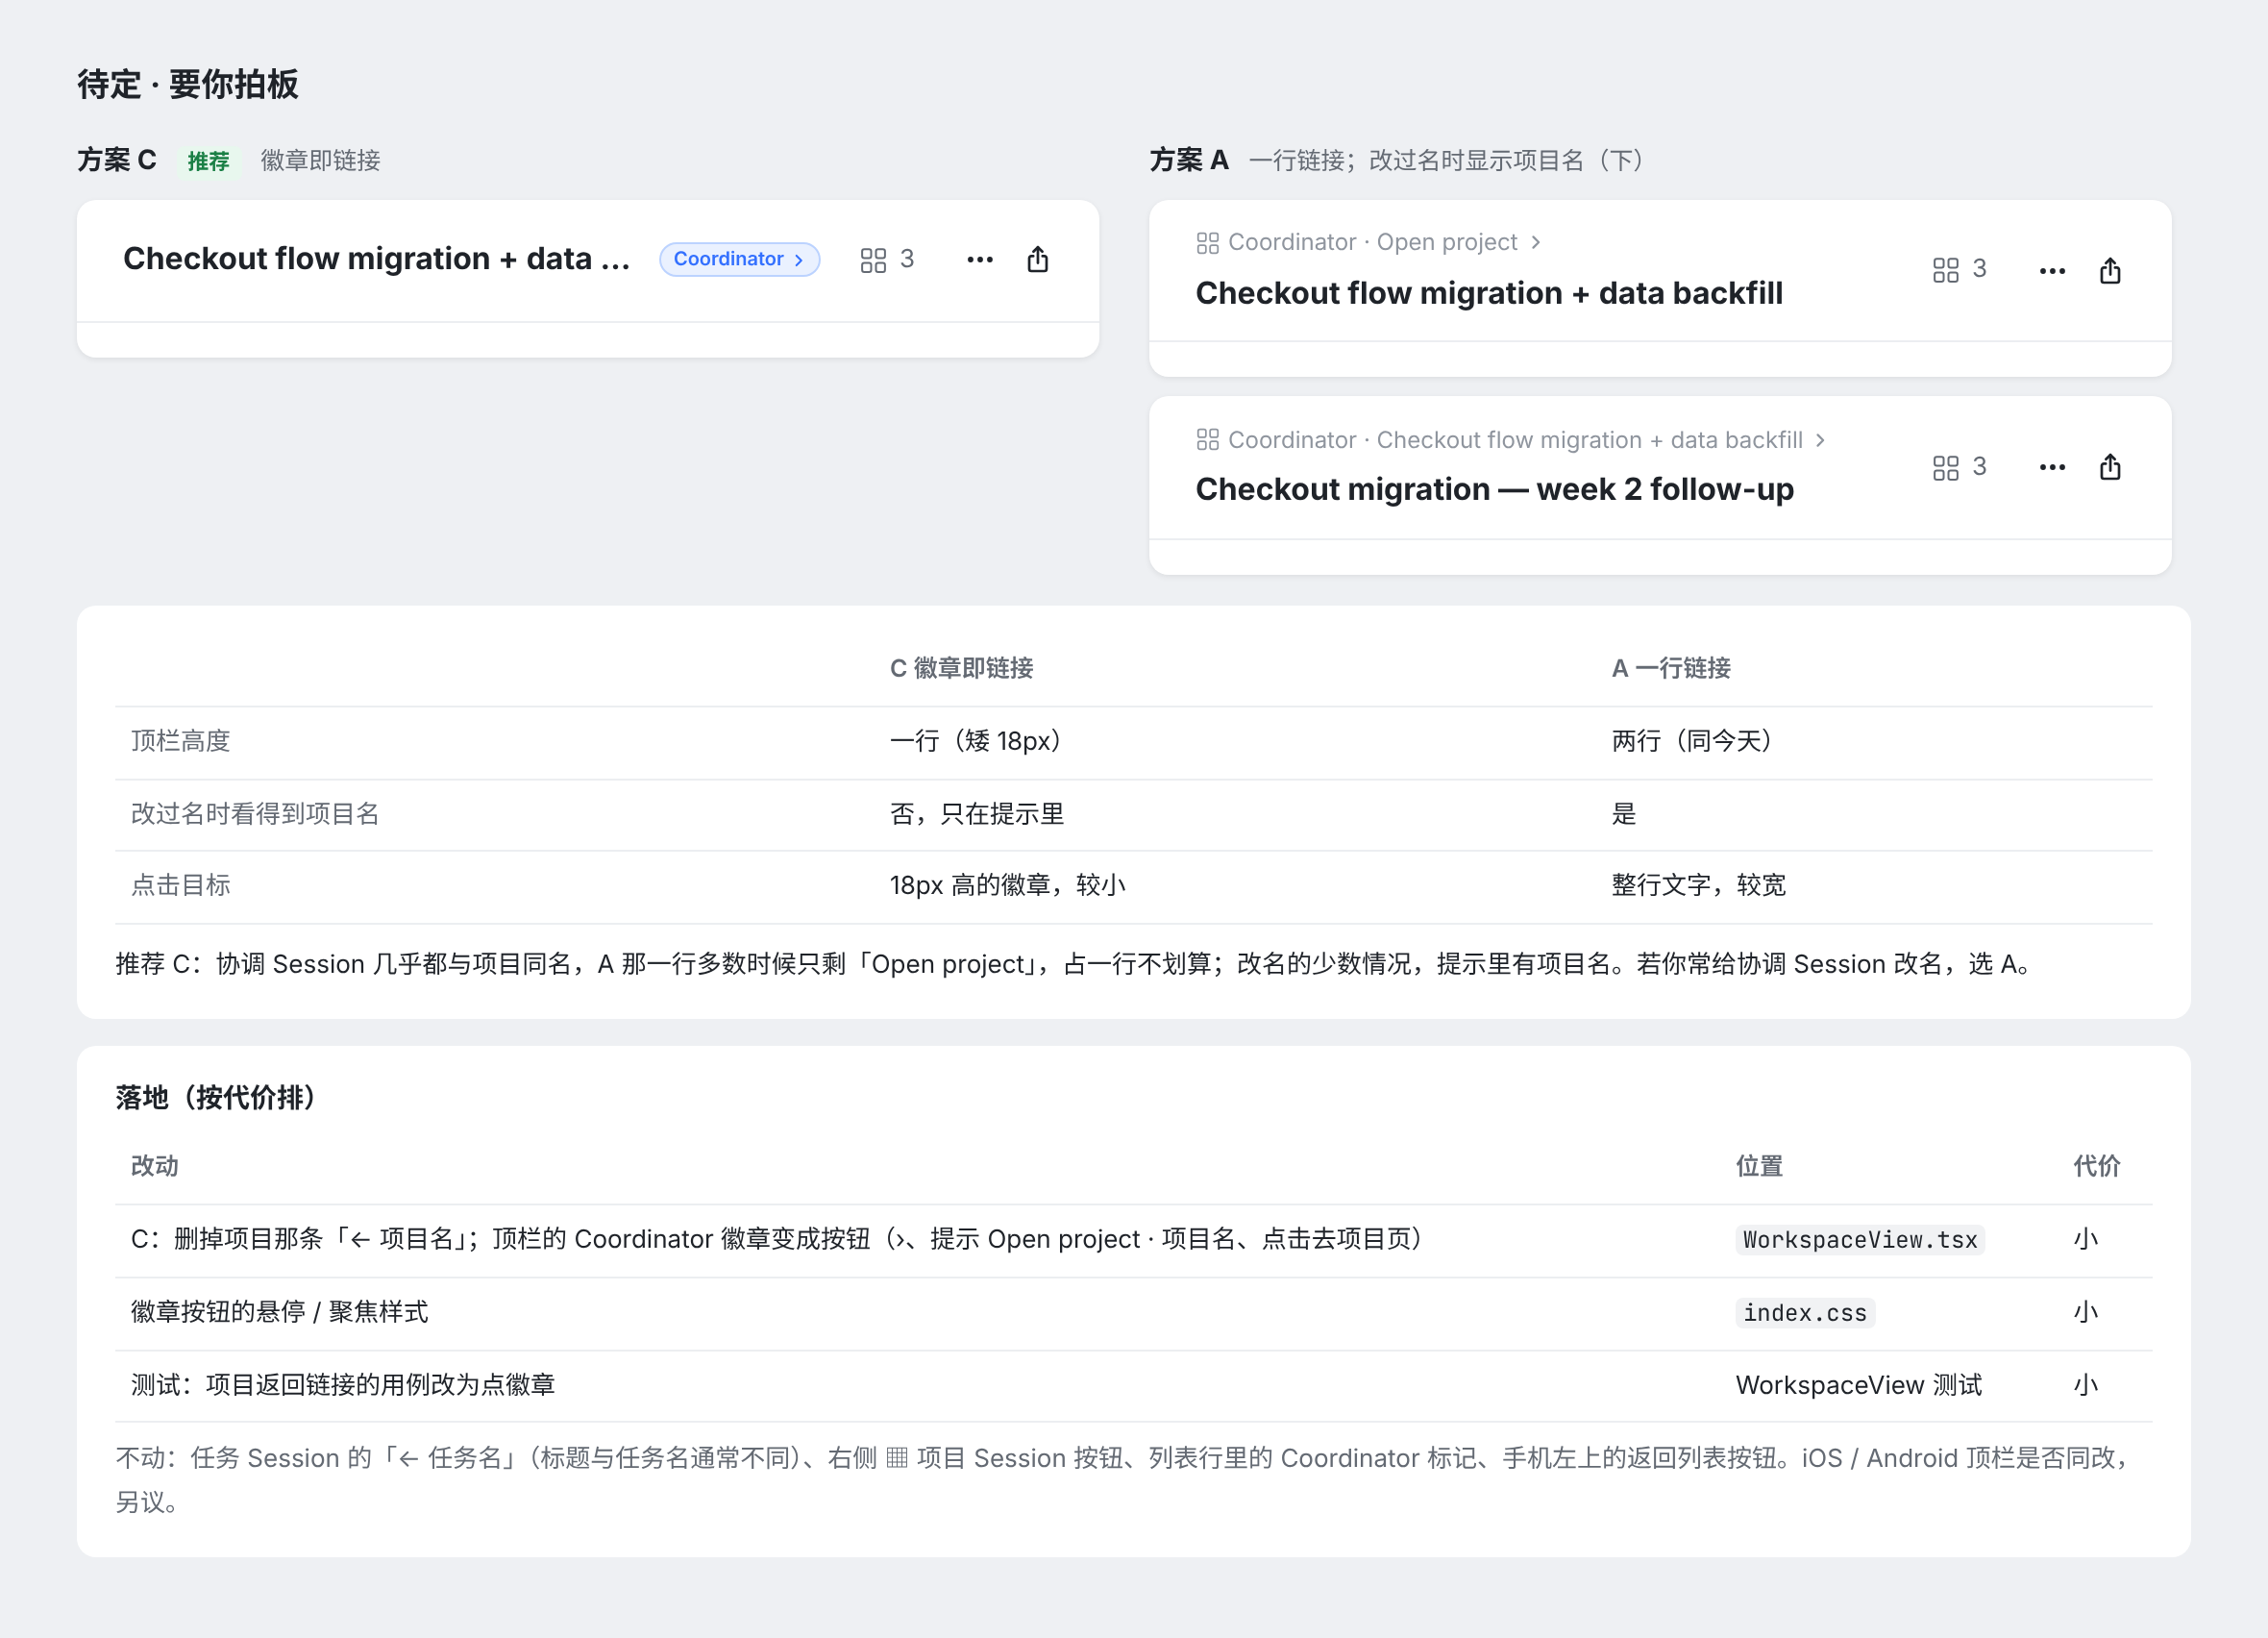 待定 · 要你拍板
方案 C 推荐 徽章即链接
Checkout flow migration + data ... Coordinator › 3
方案 A 一行链接；改过名时显示项目名（下）
Coordinator · Open project ›
Checkout flow migration + data backfill 3
Coordinator · Checkout flow migration + data backfill ›
Checkout migration — week 2 follow-up 3
C 徽章即链接 A 一行链接
顶栏高度 一行（矮 18px） 两行（同今天）
改过名时看得到项目名 否，只在提示里 是
点击目标 18px 高的徽章，较小 整行文字，较宽
推荐 C：协调 Session 几乎都与项目同名，A 那一行多数时候只剩「Open project」，占一行不划算；改名的少数情况，提示里有项目名。若你常给协调 Session 改名，选 A。
落地（按代价排）
改动 位置 代价
C：删掉项目那条「← 项目名」；顶栏的 Coordinator 徽章变成按钮（›、提示 Open project · 项目名、点击去项目页） WorkspaceView.tsx 小
徽章按钮的悬停 / 聚焦样式 index.css 小
测试：项目返回链接的用例改为点徽章 WorkspaceView 测试 小
不动：任务 Session 的「← 任务名」（标题与任务名通常不同）、右侧 ▦ 项目 Session 按钮、列表行里的 Coordinator 标记、手机左上的返回列表按钮。iOS / Android 顶栏是否同改，
另议。